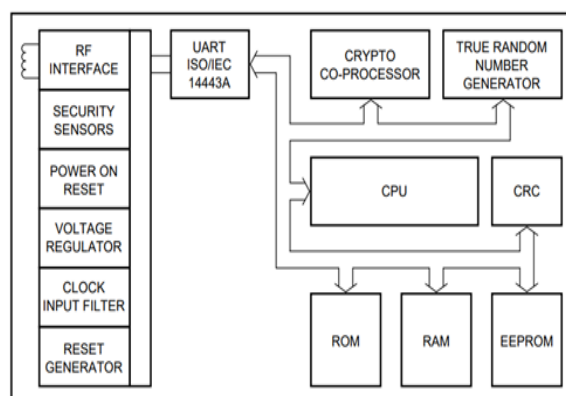 RF
INTERFACE
SECURITY
SENSORS
POWER ON
RESET
VOLTAGE
REGULATOR
CLOCK
INPUT FILTER
RESET
GENERATOR
UART
ISO/IEC
14443A
CRYPTO
CO-PROCESSOR
TRUE RANDOM
NUMBER
GENERATOR
CPU
CRC
ROM
RAM
EEPROM